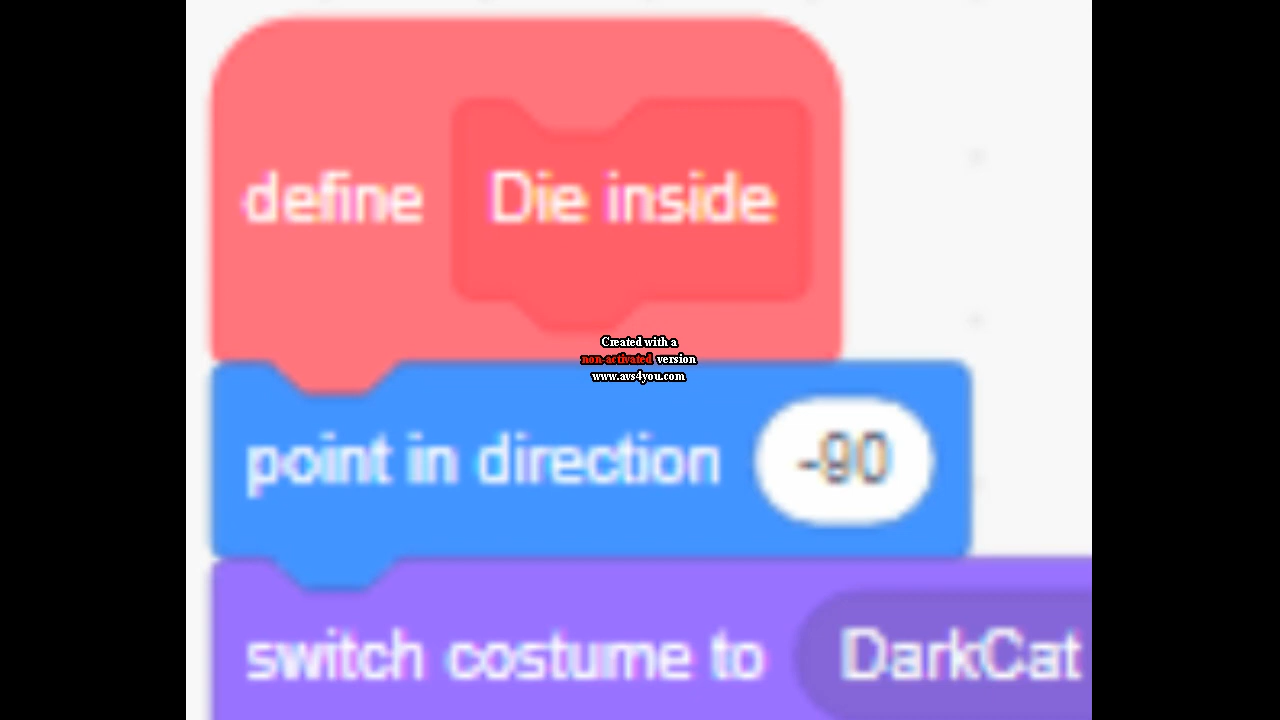 define Die inside
Created with a
non-activated version
www.avs4you.com
point in direction -90
switch costume to DarkCat